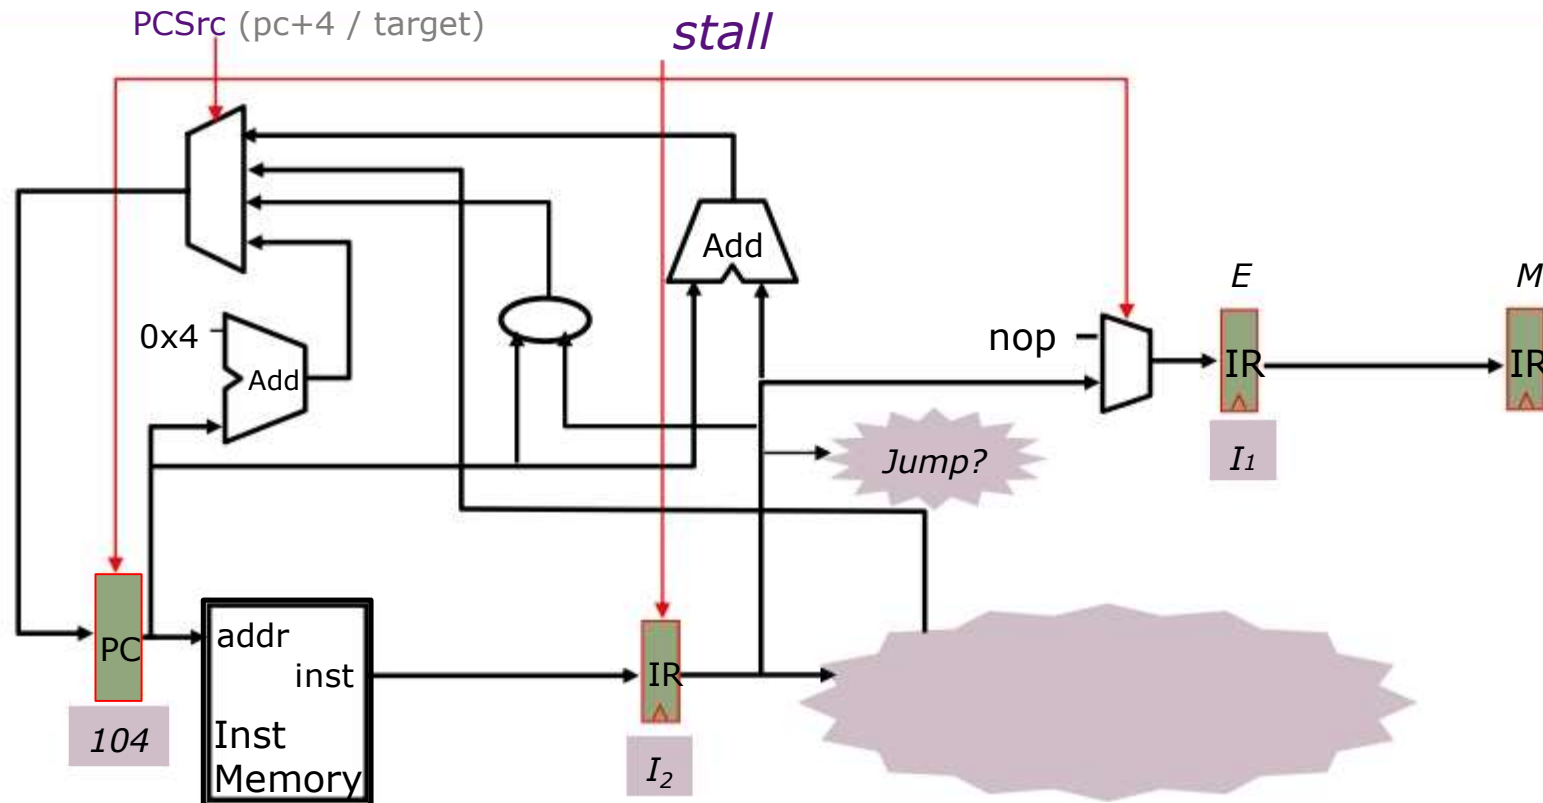 PCSrc (pc+4 / target)
stall
Add
E
M
0x4
Add
nop
IR
IR
Jump?
I1
PC
addr
inst
Inst
Memory
IR
104
I2